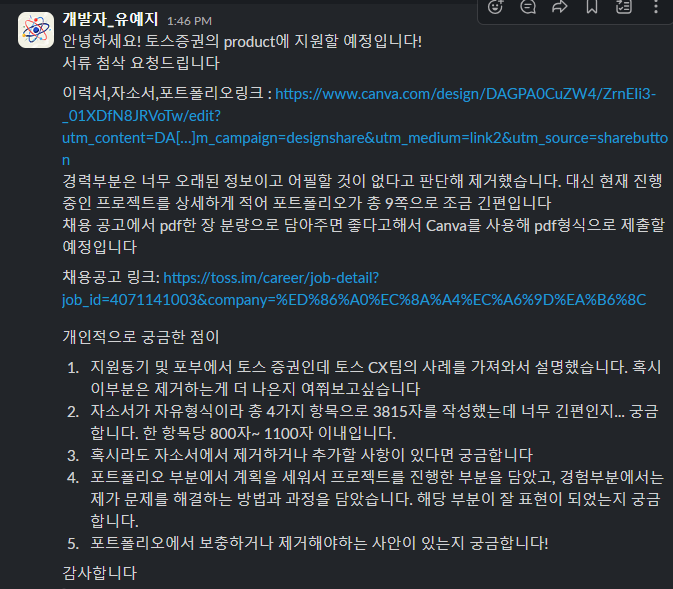 개발자_유예지 1:46 PM
안녕하세요! 토스증권의 product에 지원할 예정입니다!
서류 첨삭 요청드립니다
이력서,자소서,포트폴리오링크 : https://www.canva.com/design/DAGPA0CuZW4/ZrnEIi3-
_01XDfN8JRVoTw/edit?
utm_content=DA[...]m_campaign=designshare&utm_medium=link2&utm_source=sharebutto
n
경력부분은 너무 오래된 정보이고 어필할 것이 없다고 판단해 제거했습니다. 대신 현재 진행
중인 프로젝트를 상세하게 적어 포트폴리오가 총 9쪽으로 조금 긴편입니다
채용 공고에서 pdf한 장 분량으로 담아주면 좋다고해서 Canva를 사용해 pdf형식으로 제출할
예정입니다
채용공고 링크: https://toss.im/career/job-detail?
job_id=4071141003&company=%ED%86%A0%EC%8A%A4%EC%A6%9D%EA%B6%8C
개인적으로 궁금한 점이
1. 지원동기 및 포부에서 토스 증권인데 토스 CX팀의 사례를 가져와서 설명했습니다. 혹시
이부분은 제거하는게 더 나은지 여쭤보고싶습니다
2. 자소서가 자유형식이라 총 4가지 항목으로 3815자를 작성했는데 너무 긴편인지... 궁금
합니다. 한 항목당 800자~ 1100자 이내입니다.
3. 혹시라도 자소서에서 제거하거나 추가할 사항이 있다면 궁금합니다
4. 포트폴리오 부분에서 계획을 세워서 프로젝트를 진행한 부분을 담았고, 경험부분에서는
제가 문제를 해결하는 방법과 과정을 담았습니다. 해당 부분이 잘 표현이 되었는지 궁금
합니다.
5. 포트폴리오에서 보충하거나 제거해야하는 사안이 있는지 궁금합니다!
감사합니다